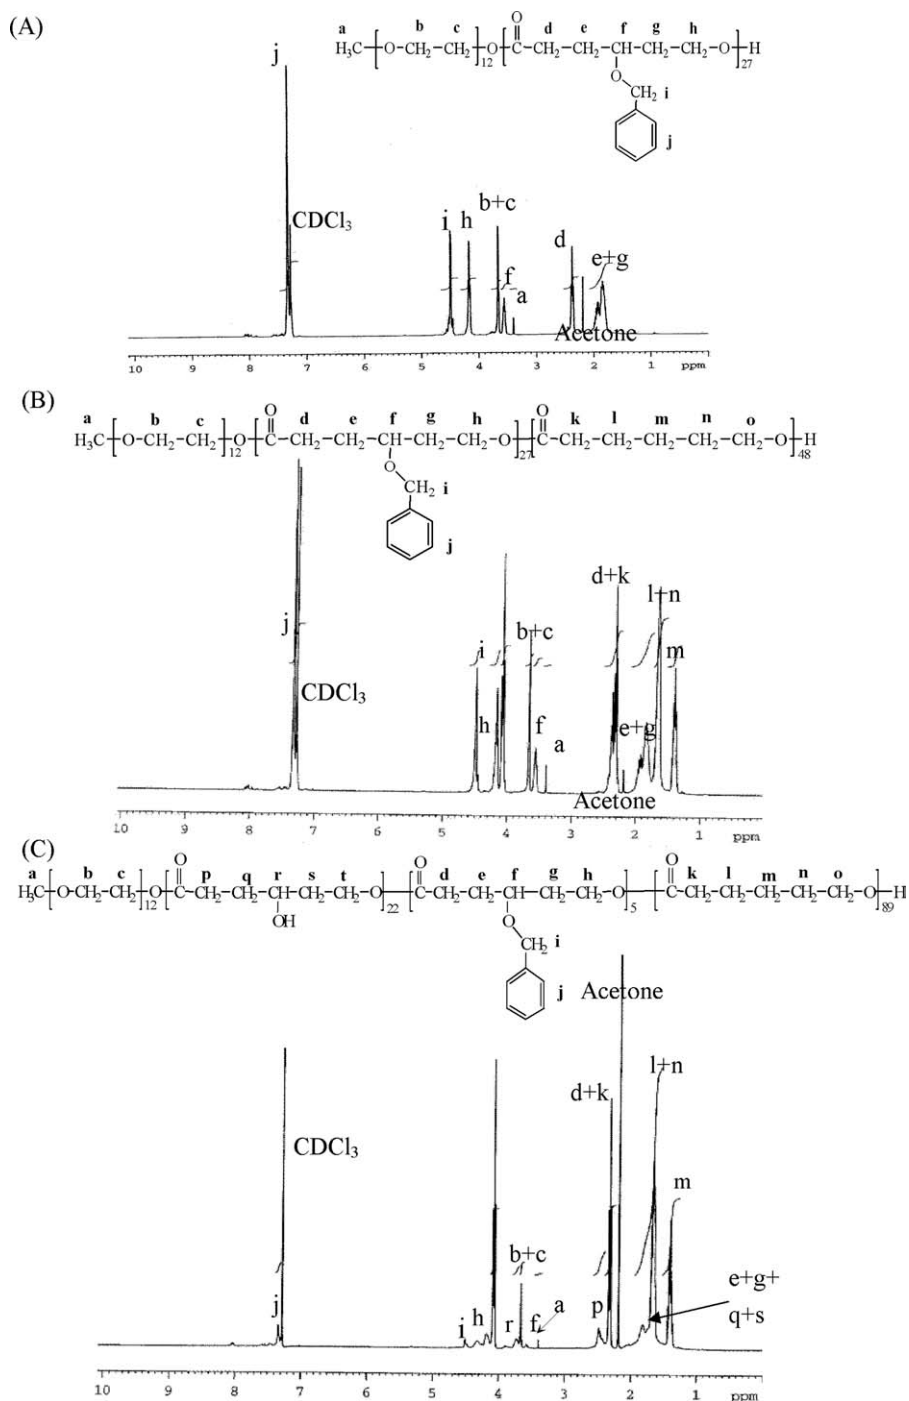 (A)
a b c d e f g h
H₃C─[O─CH₂─CH₂]₁₂─O─[C(=O)─CH₂─CH₂─CH─CH₂─CH₂─O]₂₇─H
O
CH₂ i
j
j
CDCl₃
i h b+c f a d e+g
Acetone
10 9 8 7 6 5 4 3 2 1 ppm
(B)
a b c d e f g h k l m n o
H₃C─[O─CH₂─CH₂]₁₂─O─[C(=O)─CH₂─CH₂─CH─CH₂─CH₂─O]₂₇─[C(=O)─CH₂─CH₂─CH₂─CH₂─CH₂─O]₄₈─H
O
CH₂ i
j
j
CDCl₃
i h b+c f a d+k e+g l+n m
Acetone
10 9 8 7 6 5 4 3 2 1 ppm
(C)
a b c p q r s t d e f g h k l m n o
H₃C─[O─CH₂─CH₂]₁₂─O─[C(=O)─CH₂─CH₂─CH─CH₂─CH₂─O]₂₂─[C(=O)─CH₂─CH₂─CH─CH₂─CH₂─O]₅─[C(=O)─CH₂─CH₂─CH₂─CH₂─CH₂─O]₈₉─H
OH
O
CH₂ i
j
Acetone
CDCl₃
j i h r b+c f a p d+k l+n m
e+g+
q+s
10 9 8 7 6 5 4 3 2 1 ppm